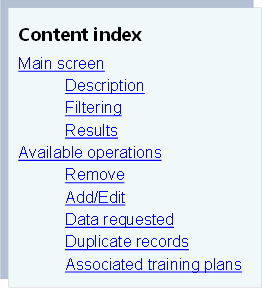 Content index
Main screen
Description
Filtering
Results
Available operations
Remove
Add/Edit
Data requested
Duplicate records
Associated training plans